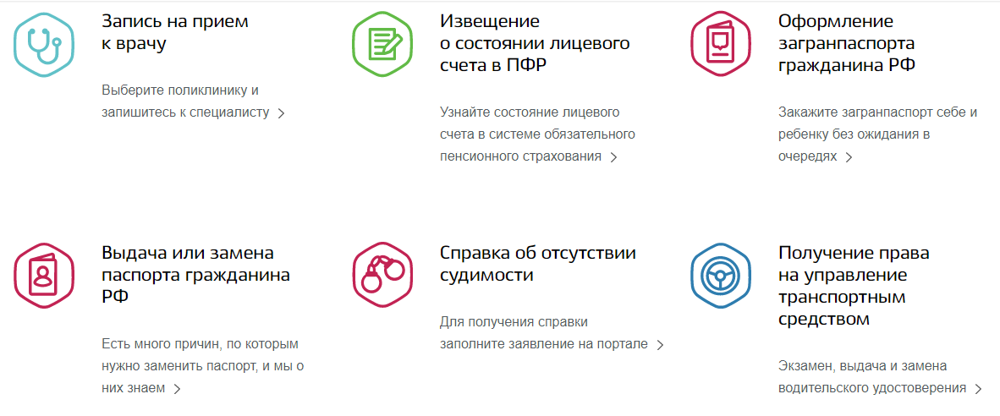 Запись на прием
к врачу
Выберите поликлинику и
запишитесь к специалисту
Извещение
о состоянии лицевого
счета в ПФР
Узнайте состояние лицевого
счета в системе обязательного
пенсионного страхования
Оформление
загранпаспорта
гражданина РФ
Закажите загранпаспорт себе и
ребенку без ожидания в
очередях
Выдача или замена
паспорта гражданина
РФ
Есть много причин, по которым
нужно заменить паспорт, и мы о
них знаем
Справка об отсутствии
судимости
Для получения справки
заполните заявление на портале
Получение права
на управление
транспортным
средством
Экзамен, выдача и замена
водительского удостоверения